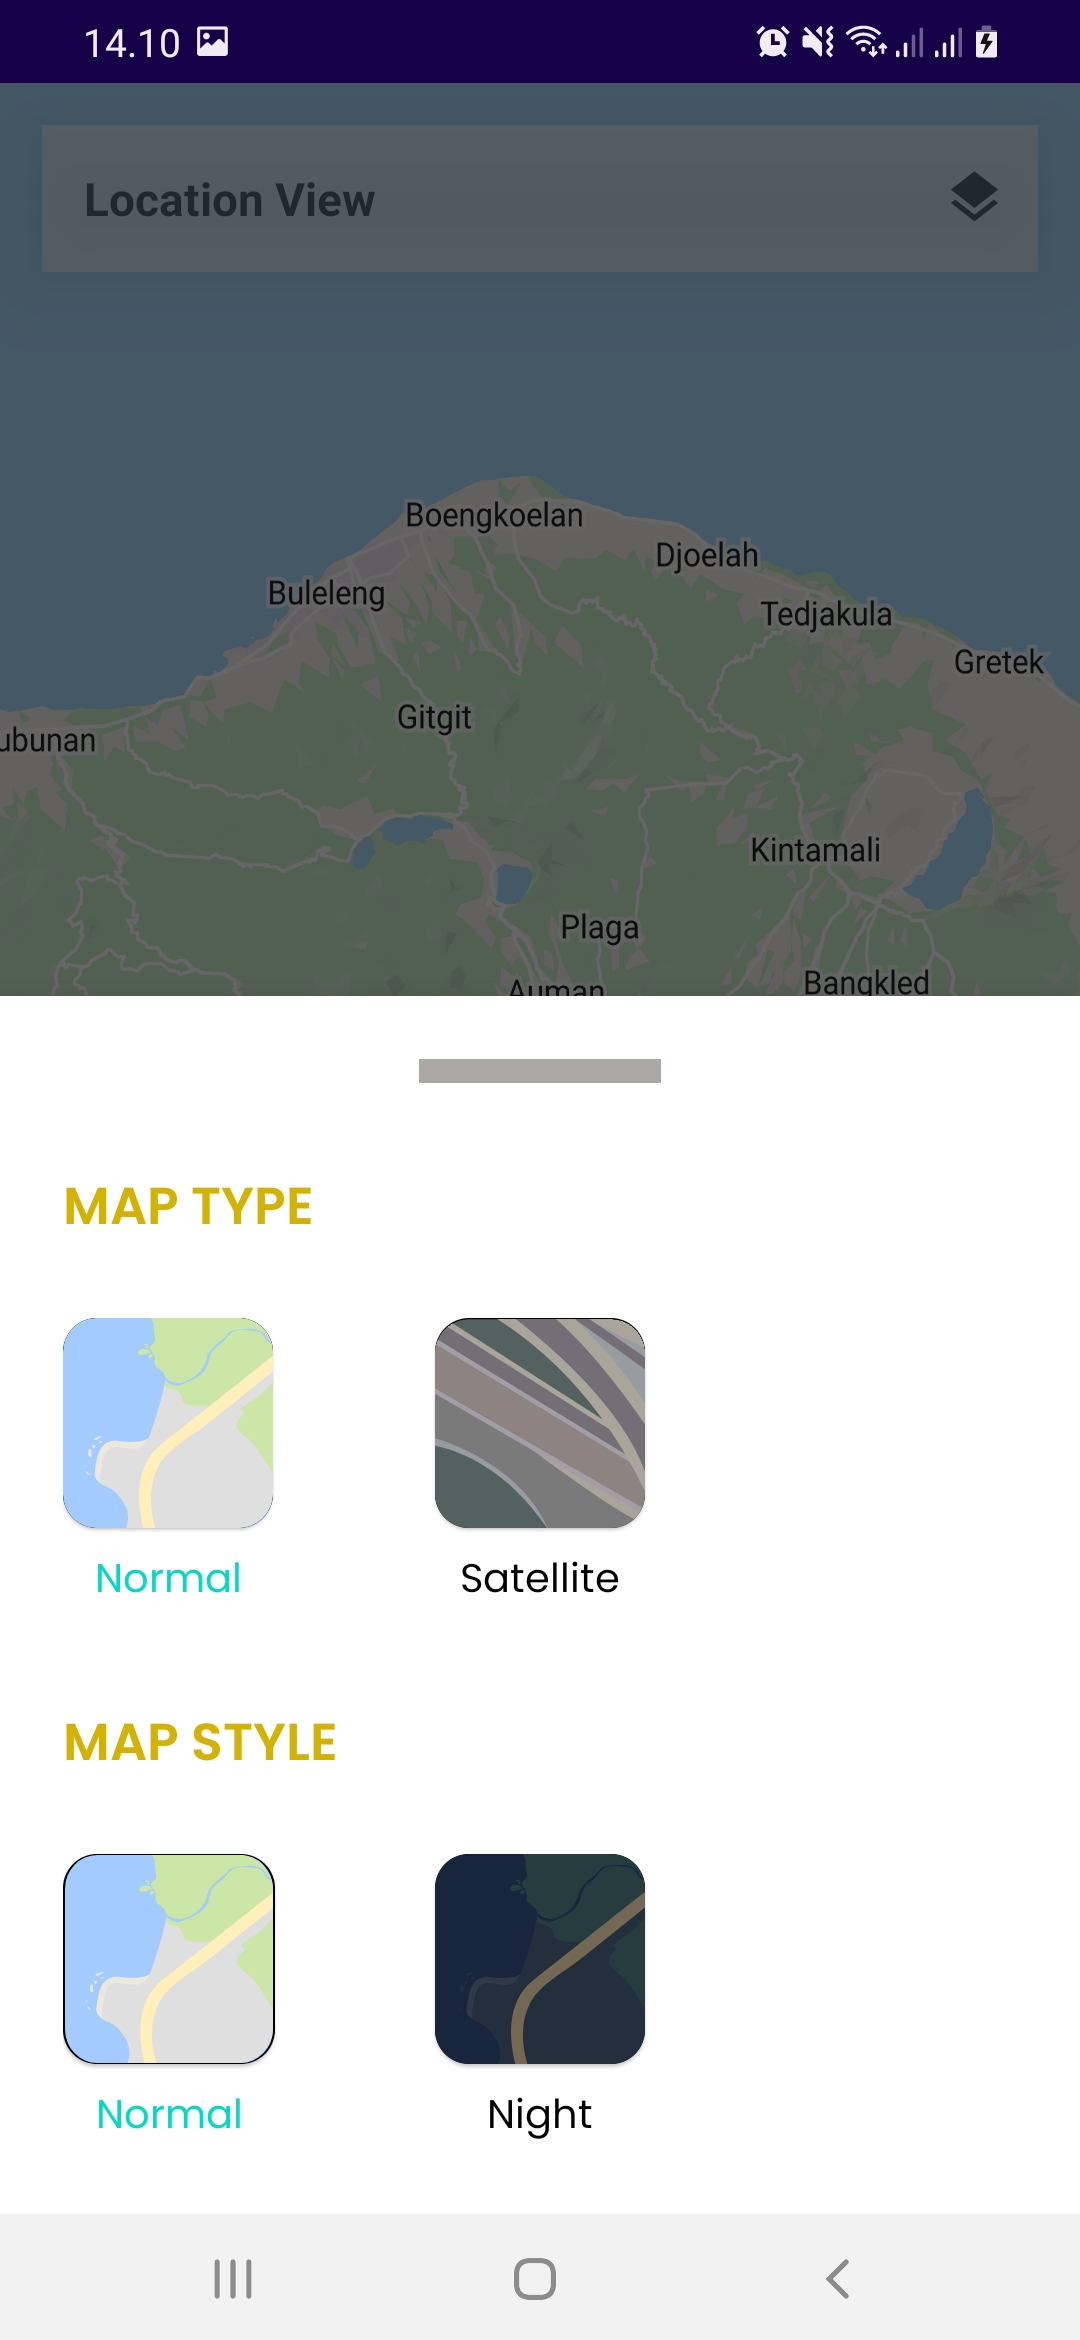 14.10
Location View
Boengkoelan
Djoelah
Buleleng
Tedjakula
Gretek
Gitgit
ubunan
Kintamali
Plaga
Bangkled
Auman
MAP TYPE
Normal Satellite
MAP STYLE
Normal Night